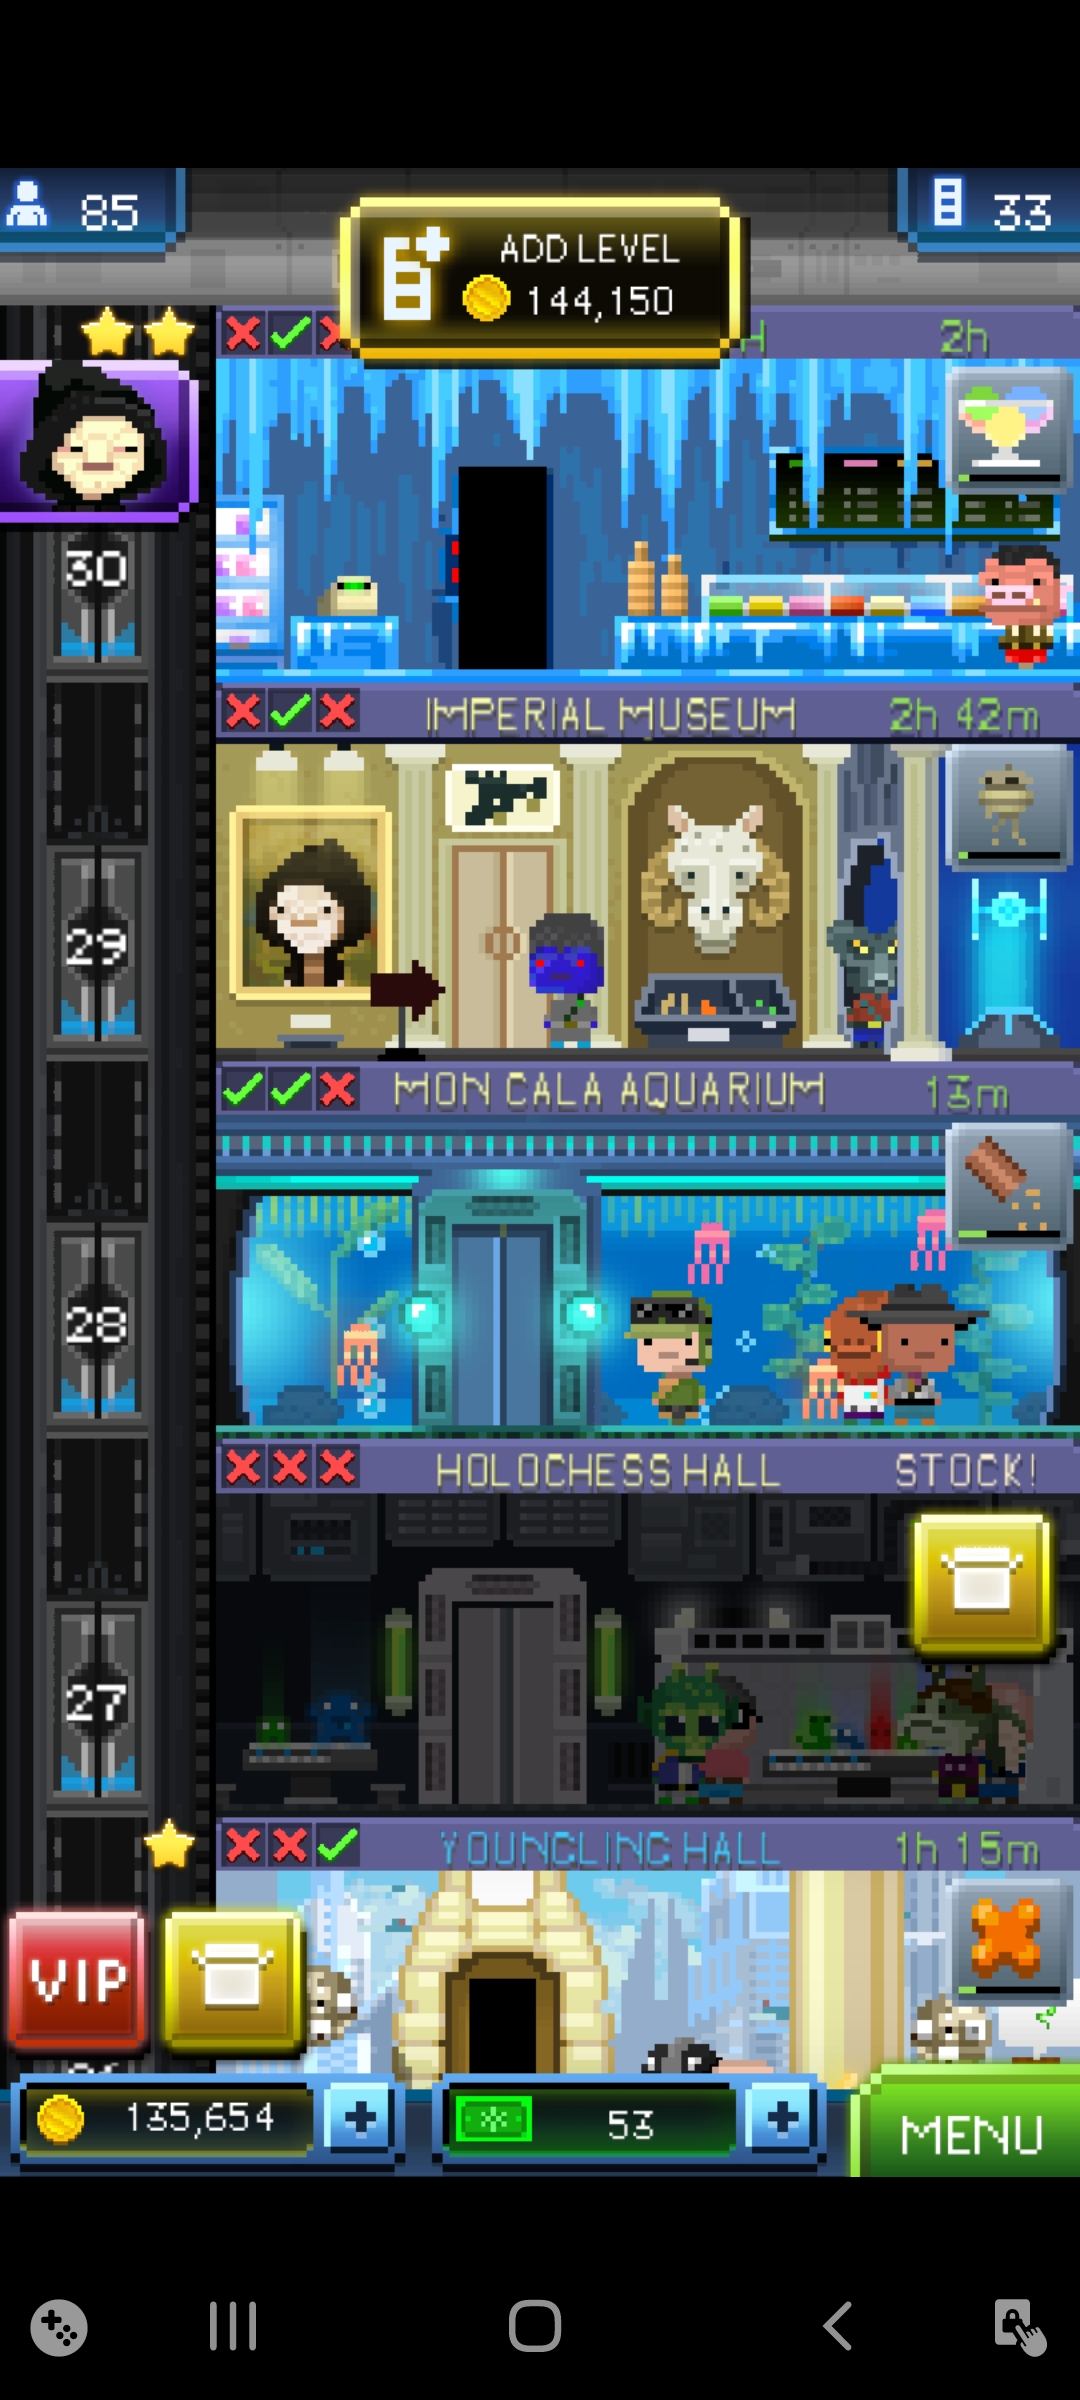 85
ADD LEVEL
144,150
33
2h
30
IMPERIAL MUSEUM 2h 42m
29
MON CALA AQUARIUM 13m
28
HOLOCHESS HALL STOCK!
27
YOUNGLING HALL 1h 15m
VIP
135,654
53
MENU